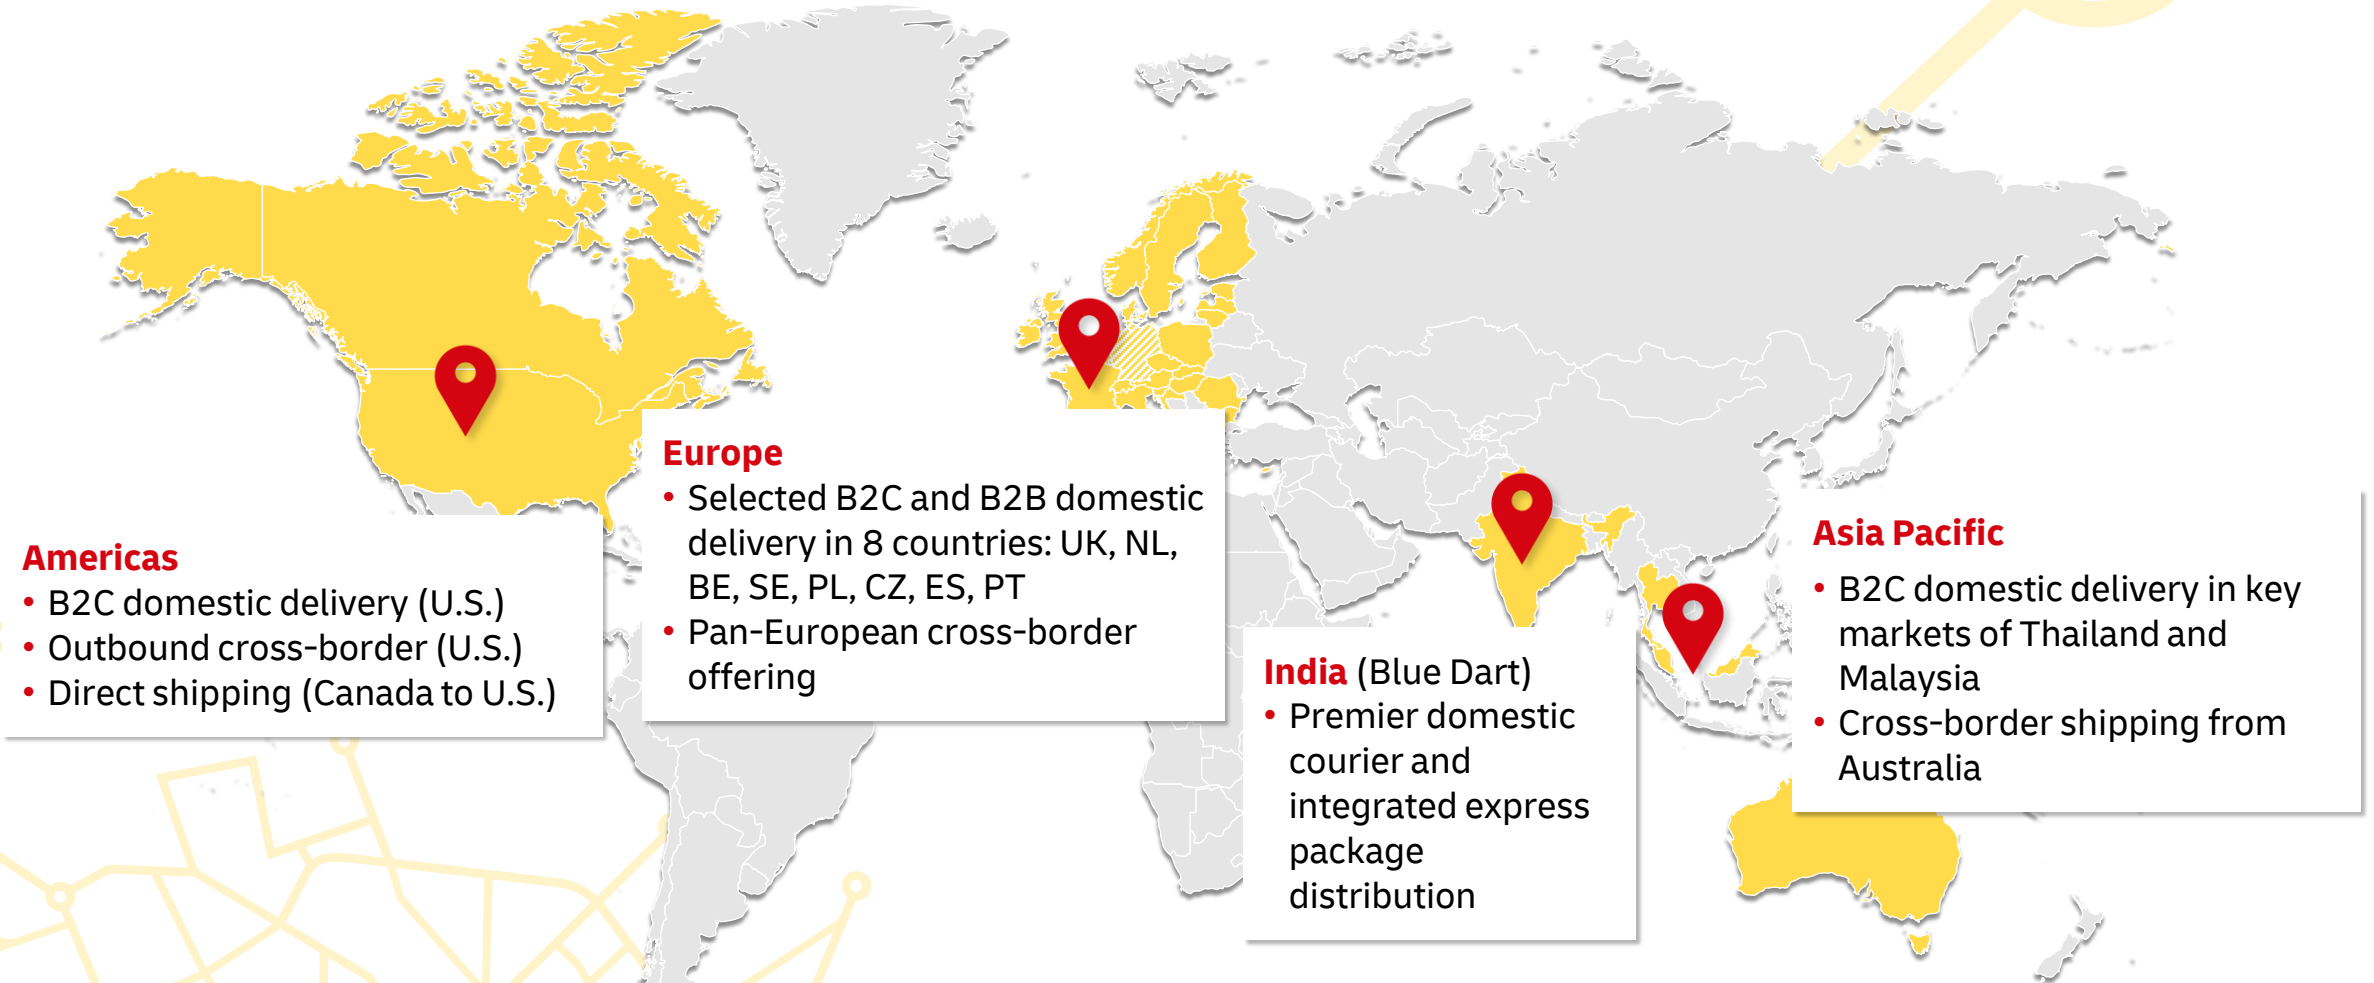 Americas
• B2C domestic delivery (U.S.)
• Outbound cross-border (U.S.)
• Direct shipping (Canada to U.S.)
Europe
• Selected B2C and B2B domestic
delivery in 8 countries: UK, NL,
BE, SE, PL, CZ, ES, PT
• Pan-European cross-border
offering
India (Blue Dart)
• Premier domestic
courier and
integrated express
package
distribution
Asia Pacific
• B2C domestic delivery in key
markets of Thailand and
Malaysia
• Cross-border shipping from
Australia